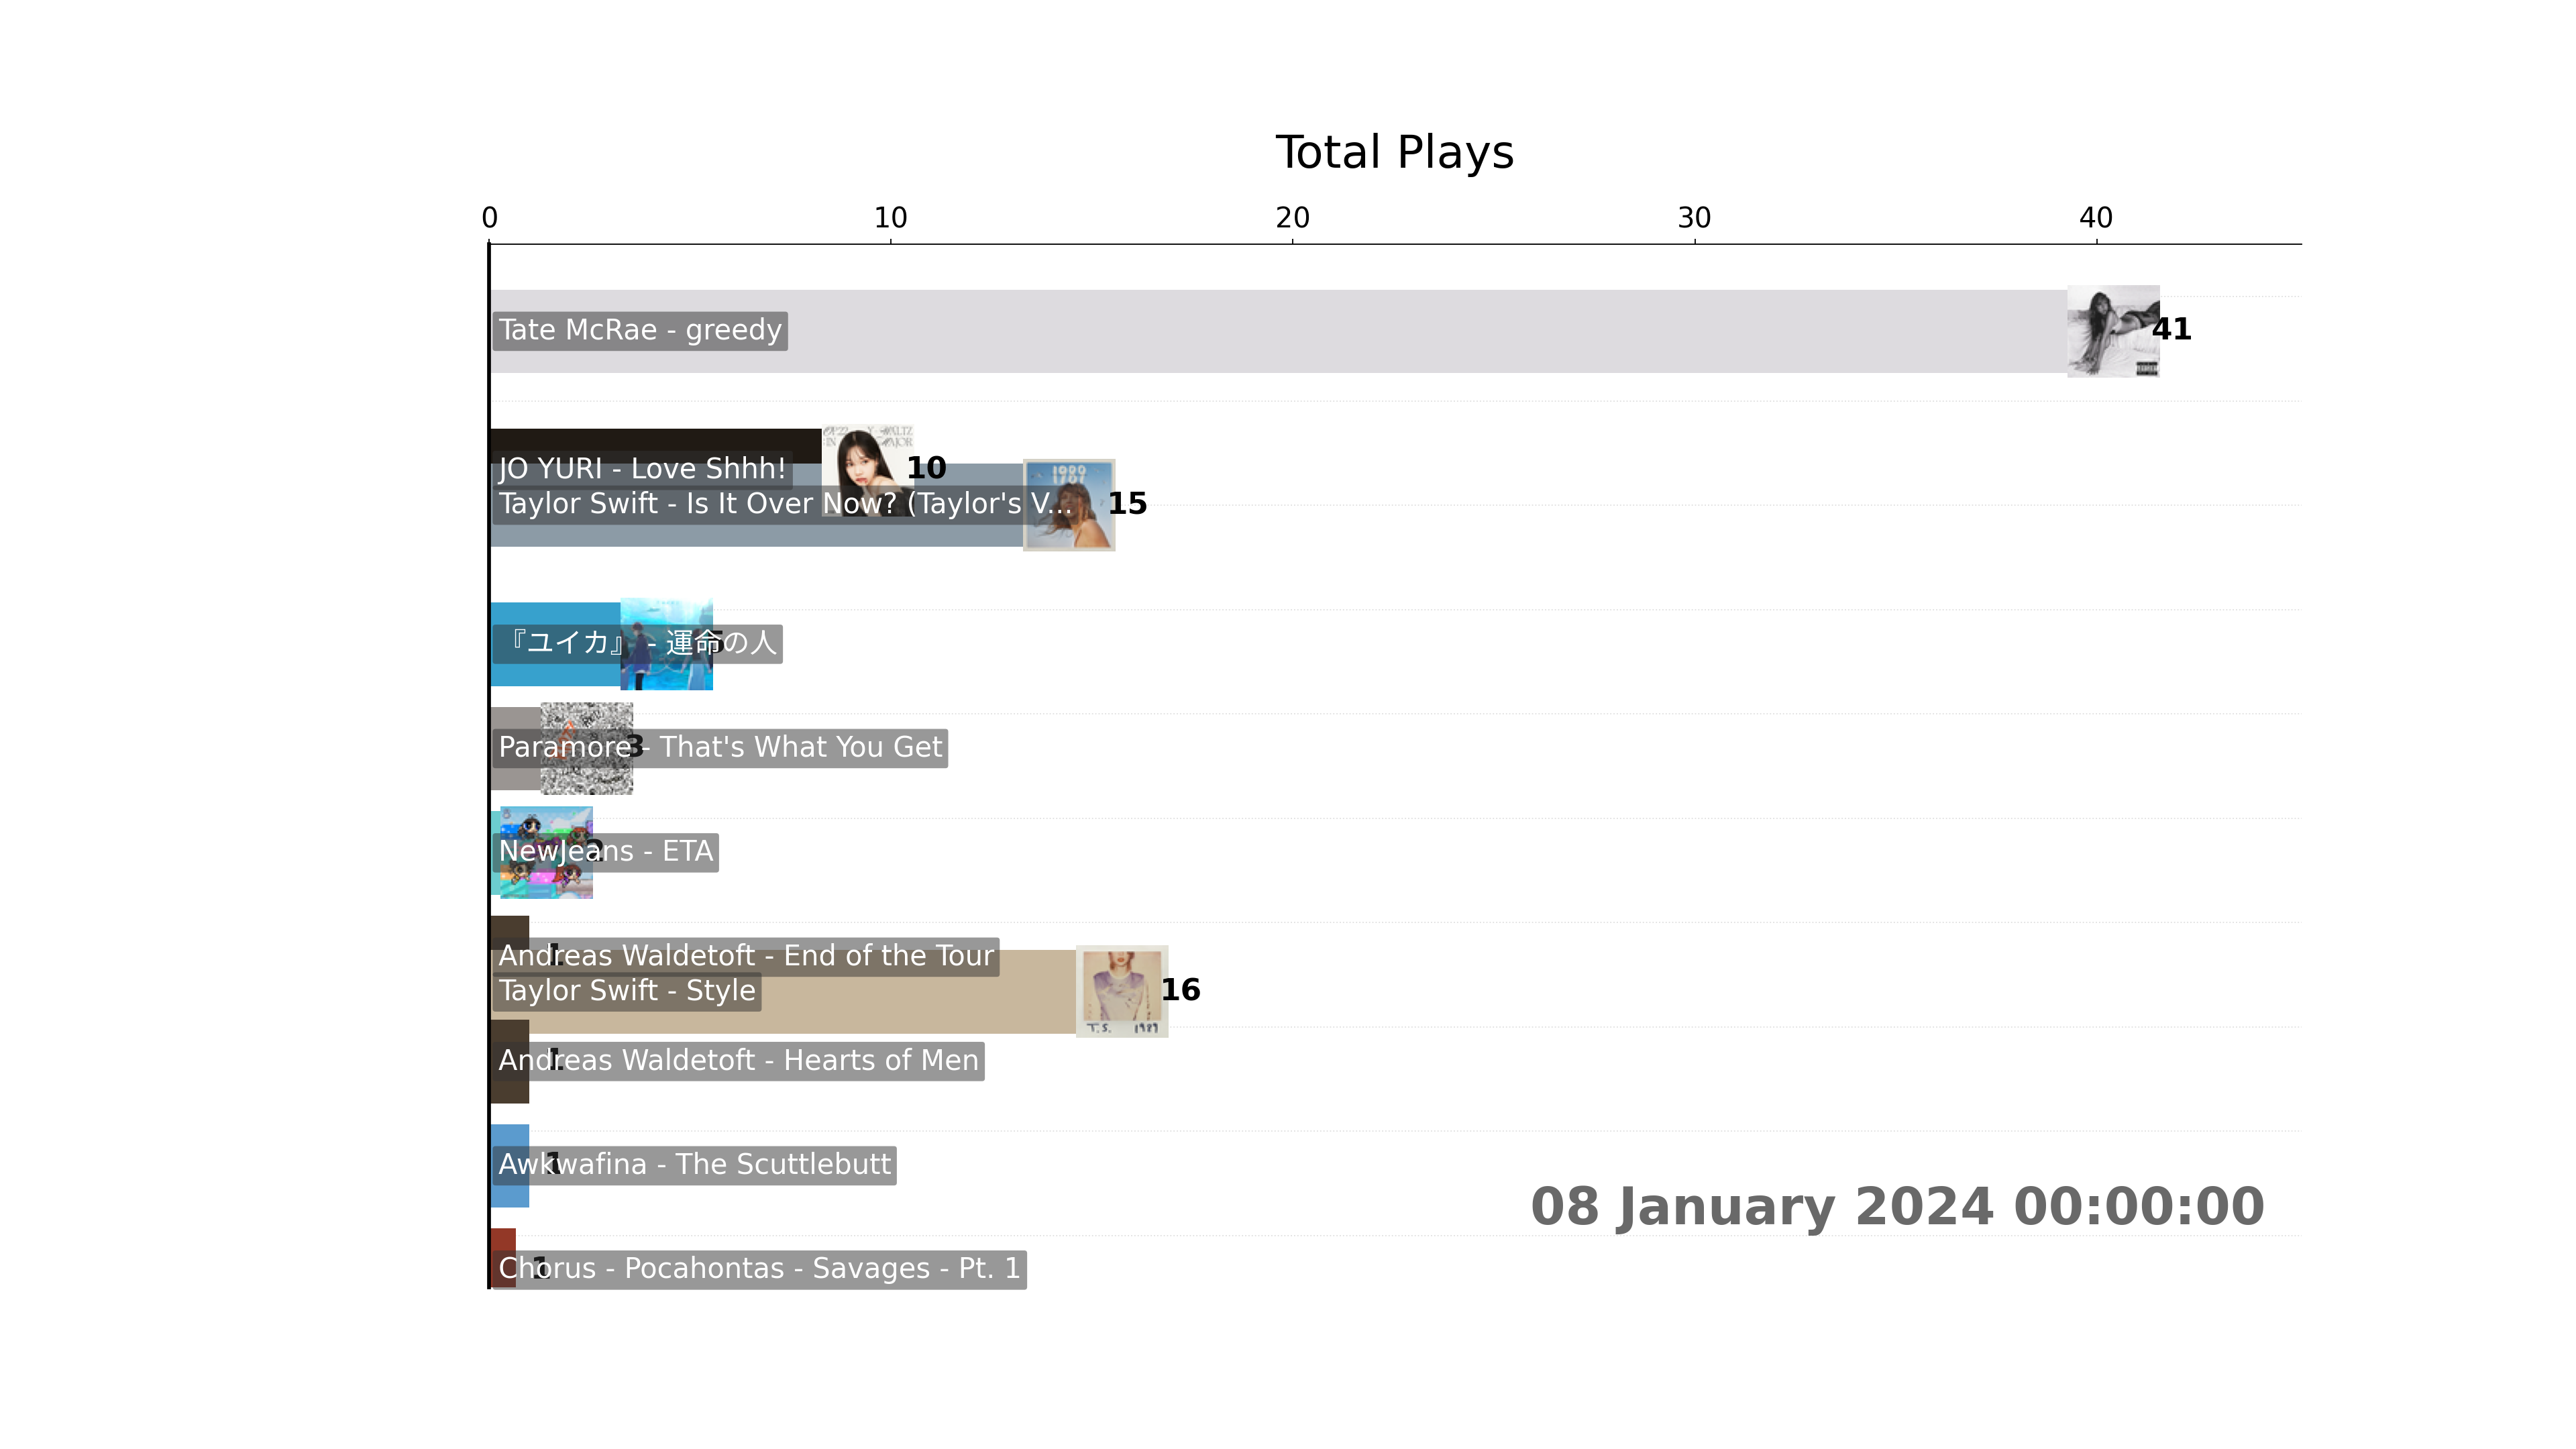 Total Plays
0 10 20 30 40
Tate McRae - greedy 41
JO YURI - Love Shhh! 10
Taylor Swift - Is It Over Now? (Taylor's V... 15
『ユイカ』 - 運命の人 5
Paramore - That's What You Get 3
NewJeans - ETA 2
Andreas Waldetoft - End of the Tour 1
Taylor Swift - Style 16
T.S. 1989
Andreas Waldetoft - Hearts of Men 1
Awkwafina - The Scuttlebutt 1
08 January 2024 00:00:00
Chorus - Pocahontas - Savages - Pt. 1 1